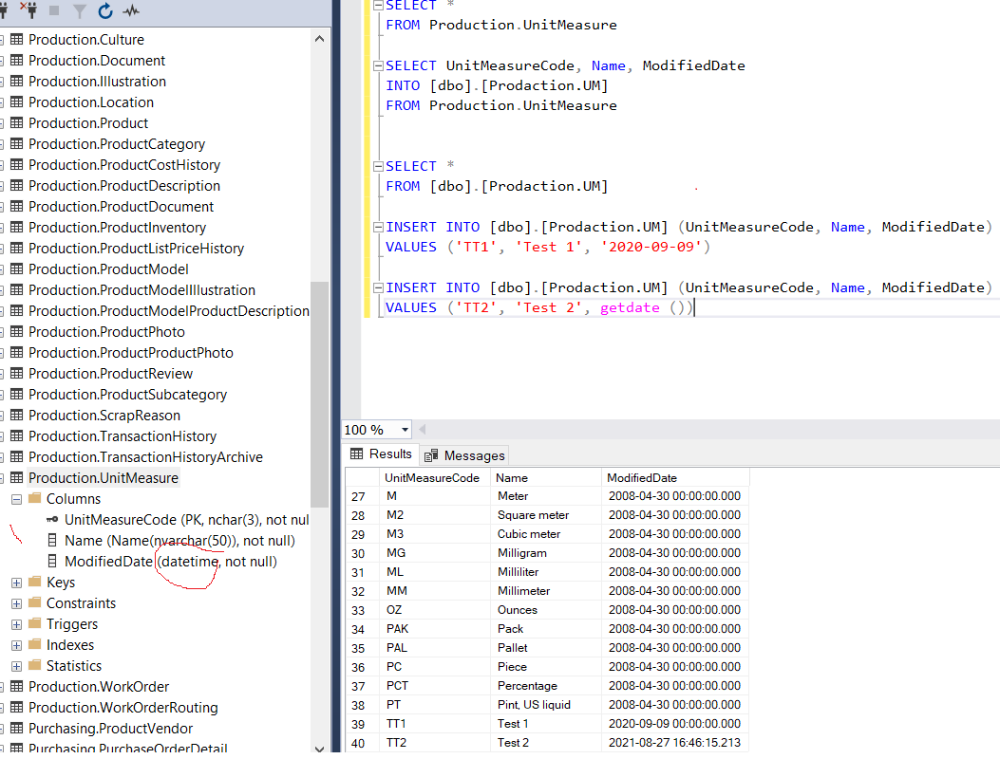 Production.Culture
Production.Document
Production.Illustration
Production.Location
Production.Product
Production.ProductCategory
Production.ProductCostHistory
Production.ProductDescription
Production.ProductDocument
Production.ProductInventory
Production.ProductListPriceHistory
Production.ProductModel
Production.ProductModelIllustration
Production.ProductModelProductDescription
Production.ProductPhoto
Production.ProductProductPhoto
Production.ProductReview
Production.ProductSubcategory
Production.ScrapReason
Production.TransactionHistory
Production.TransactionHistoryArchive
Production.UnitMeasure
Columns
UnitMeasureCode (PK, nchar(3), not nul
Name (Name(nvarchar(50)), not null)
ModifiedDate (datetime, not null)
Keys
Constraints
Triggers
Indexes
Statistics
Production.WorkOrder
Production.WorkOrderRouting
Purchasing.ProductVendor
Purchasing.PurchaseOrderDetail
SELECT *
FROM Production.UnitMeasure
SELECT UnitMeasureCode, Name, ModifiedDate
INTO [dbo].[Prodaction.UM]
FROM Production.UnitMeasure
SELECT *
FROM [dbo].[Prodaction.UM]
INSERT INTO [dbo].[Prodaction.UM] (UnitMeasureCode, Name, ModifiedDate)
VALUES ('TT1', 'Test 1', '2020-09-09')
INSERT INTO [dbo].[Prodaction.UM] (UnitMeasureCode, Name, ModifiedDate)
VALUES ('TT2', 'Test 2', getdate ())
100 %
Results Messages
UnitMeasureCode Name ModifiedDate
27 M Meter 2008-04-30 00:00:00.000
28 M2 Square meter 2008-04-30 00:00:00.000
29 M3 Cubic meter 2008-04-30 00:00:00.000
30 MG Milligram 2008-04-30 00:00:00.000
31 ML Milliliter 2008-04-30 00:00:00.000
32 MM Millimeter 2008-04-30 00:00:00.000
33 OZ Ounces 2008-04-30 00:00:00.000
34 PAK Pack 2008-04-30 00:00:00.000
35 PAL Pallet 2008-04-30 00:00:00.000
36 PC Piece 2008-04-30 00:00:00.000
37 PCT Percentage 2008-04-30 00:00:00.000
38 PT Pint, US liquid 2008-04-30 00:00:00.000
39 TT1 Test 1 2020-09-09 00:00:00.000
40 TT2 Test 2 2021-08-27 16:46:15.213